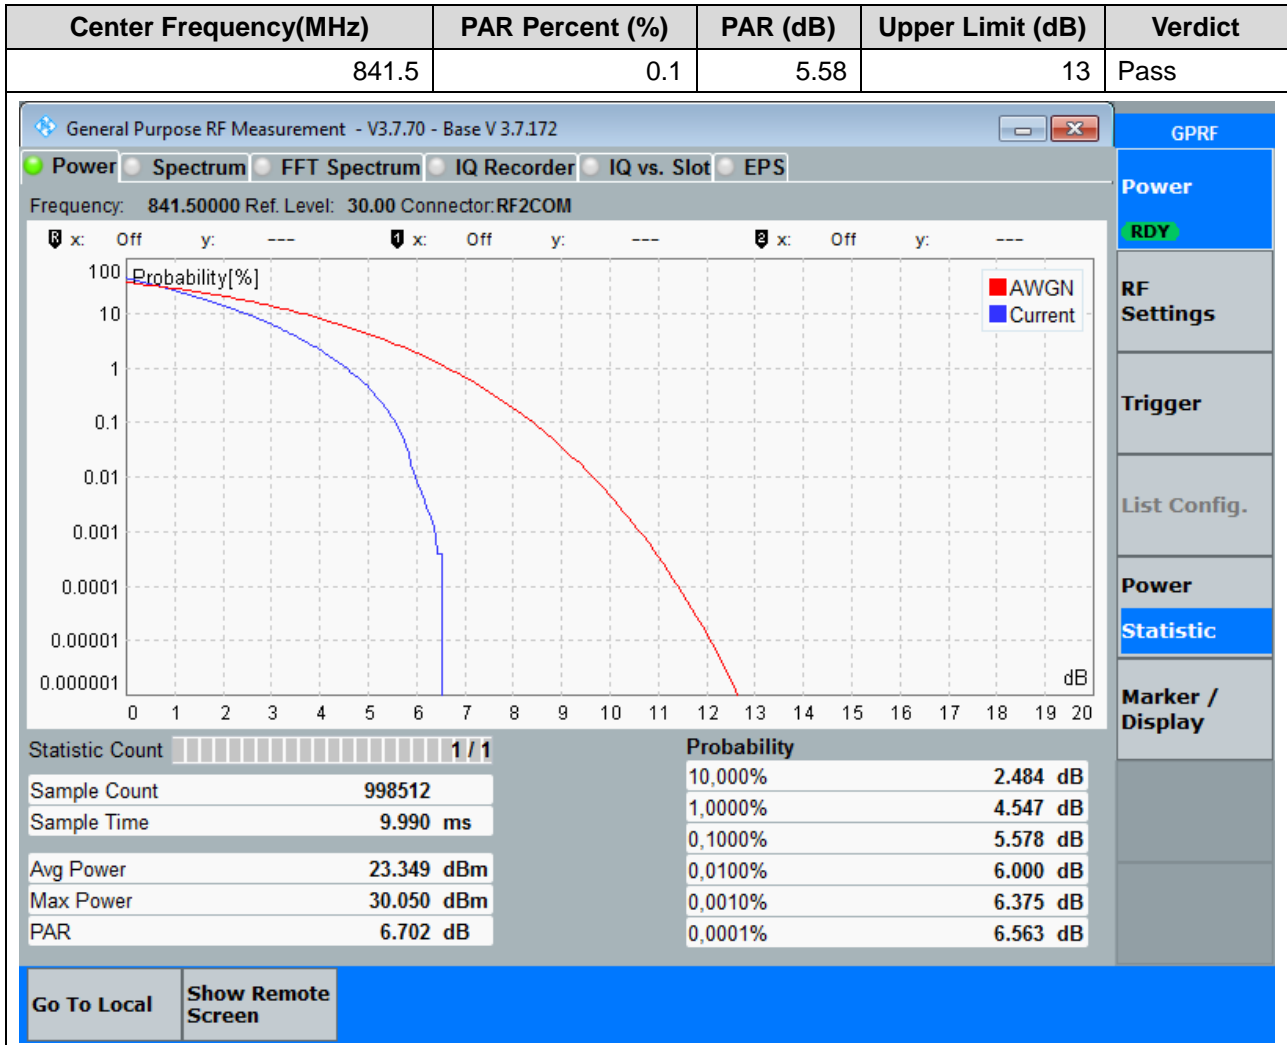 Center Frequency(MHz) PAR Percent (%) PAR (dB) Upper Limit (dB) Verdict
841.5 0.1 5.58 13 Pass
General Purpose RF Measurement - V3.7.70 - Base V 3.7.172
GPRF
Power Spectrum FFT Spectrum IQ Recorder IQ vs. Slot EPS
Frequency: 841.50000 Ref. Level: 30.00 Connector:RF2COM
R x: Off y: --- 1 x: Off y: --- 2 x: Off y: ---
Probability[%]
AWGN
Current
100
10
1
0.1
0.01
0.001
0.0001
0.00001
0.000001
dB
0 1 2 3 4 5 6 7 8 9 10 11 12 13 14 15 16 17 18 19 20
Statistic Count 1 / 1
Sample Count 998512
Sample Time 9.990 ms
Avg Power 23.349 dBm
Max Power 30.050 dBm
PAR 6.702 dB
Probability
10,000% 2.484 dB
1,0000% 4.547 dB
0,1000% 5.578 dB
0,0100% 6.000 dB
0,0010% 6.375 dB
0,0001% 6.563 dB
Power
RDY
RF
Settings
Trigger
List Config.
Power
Statistic
Marker /
Display
Go To Local
Show Remote
Screen